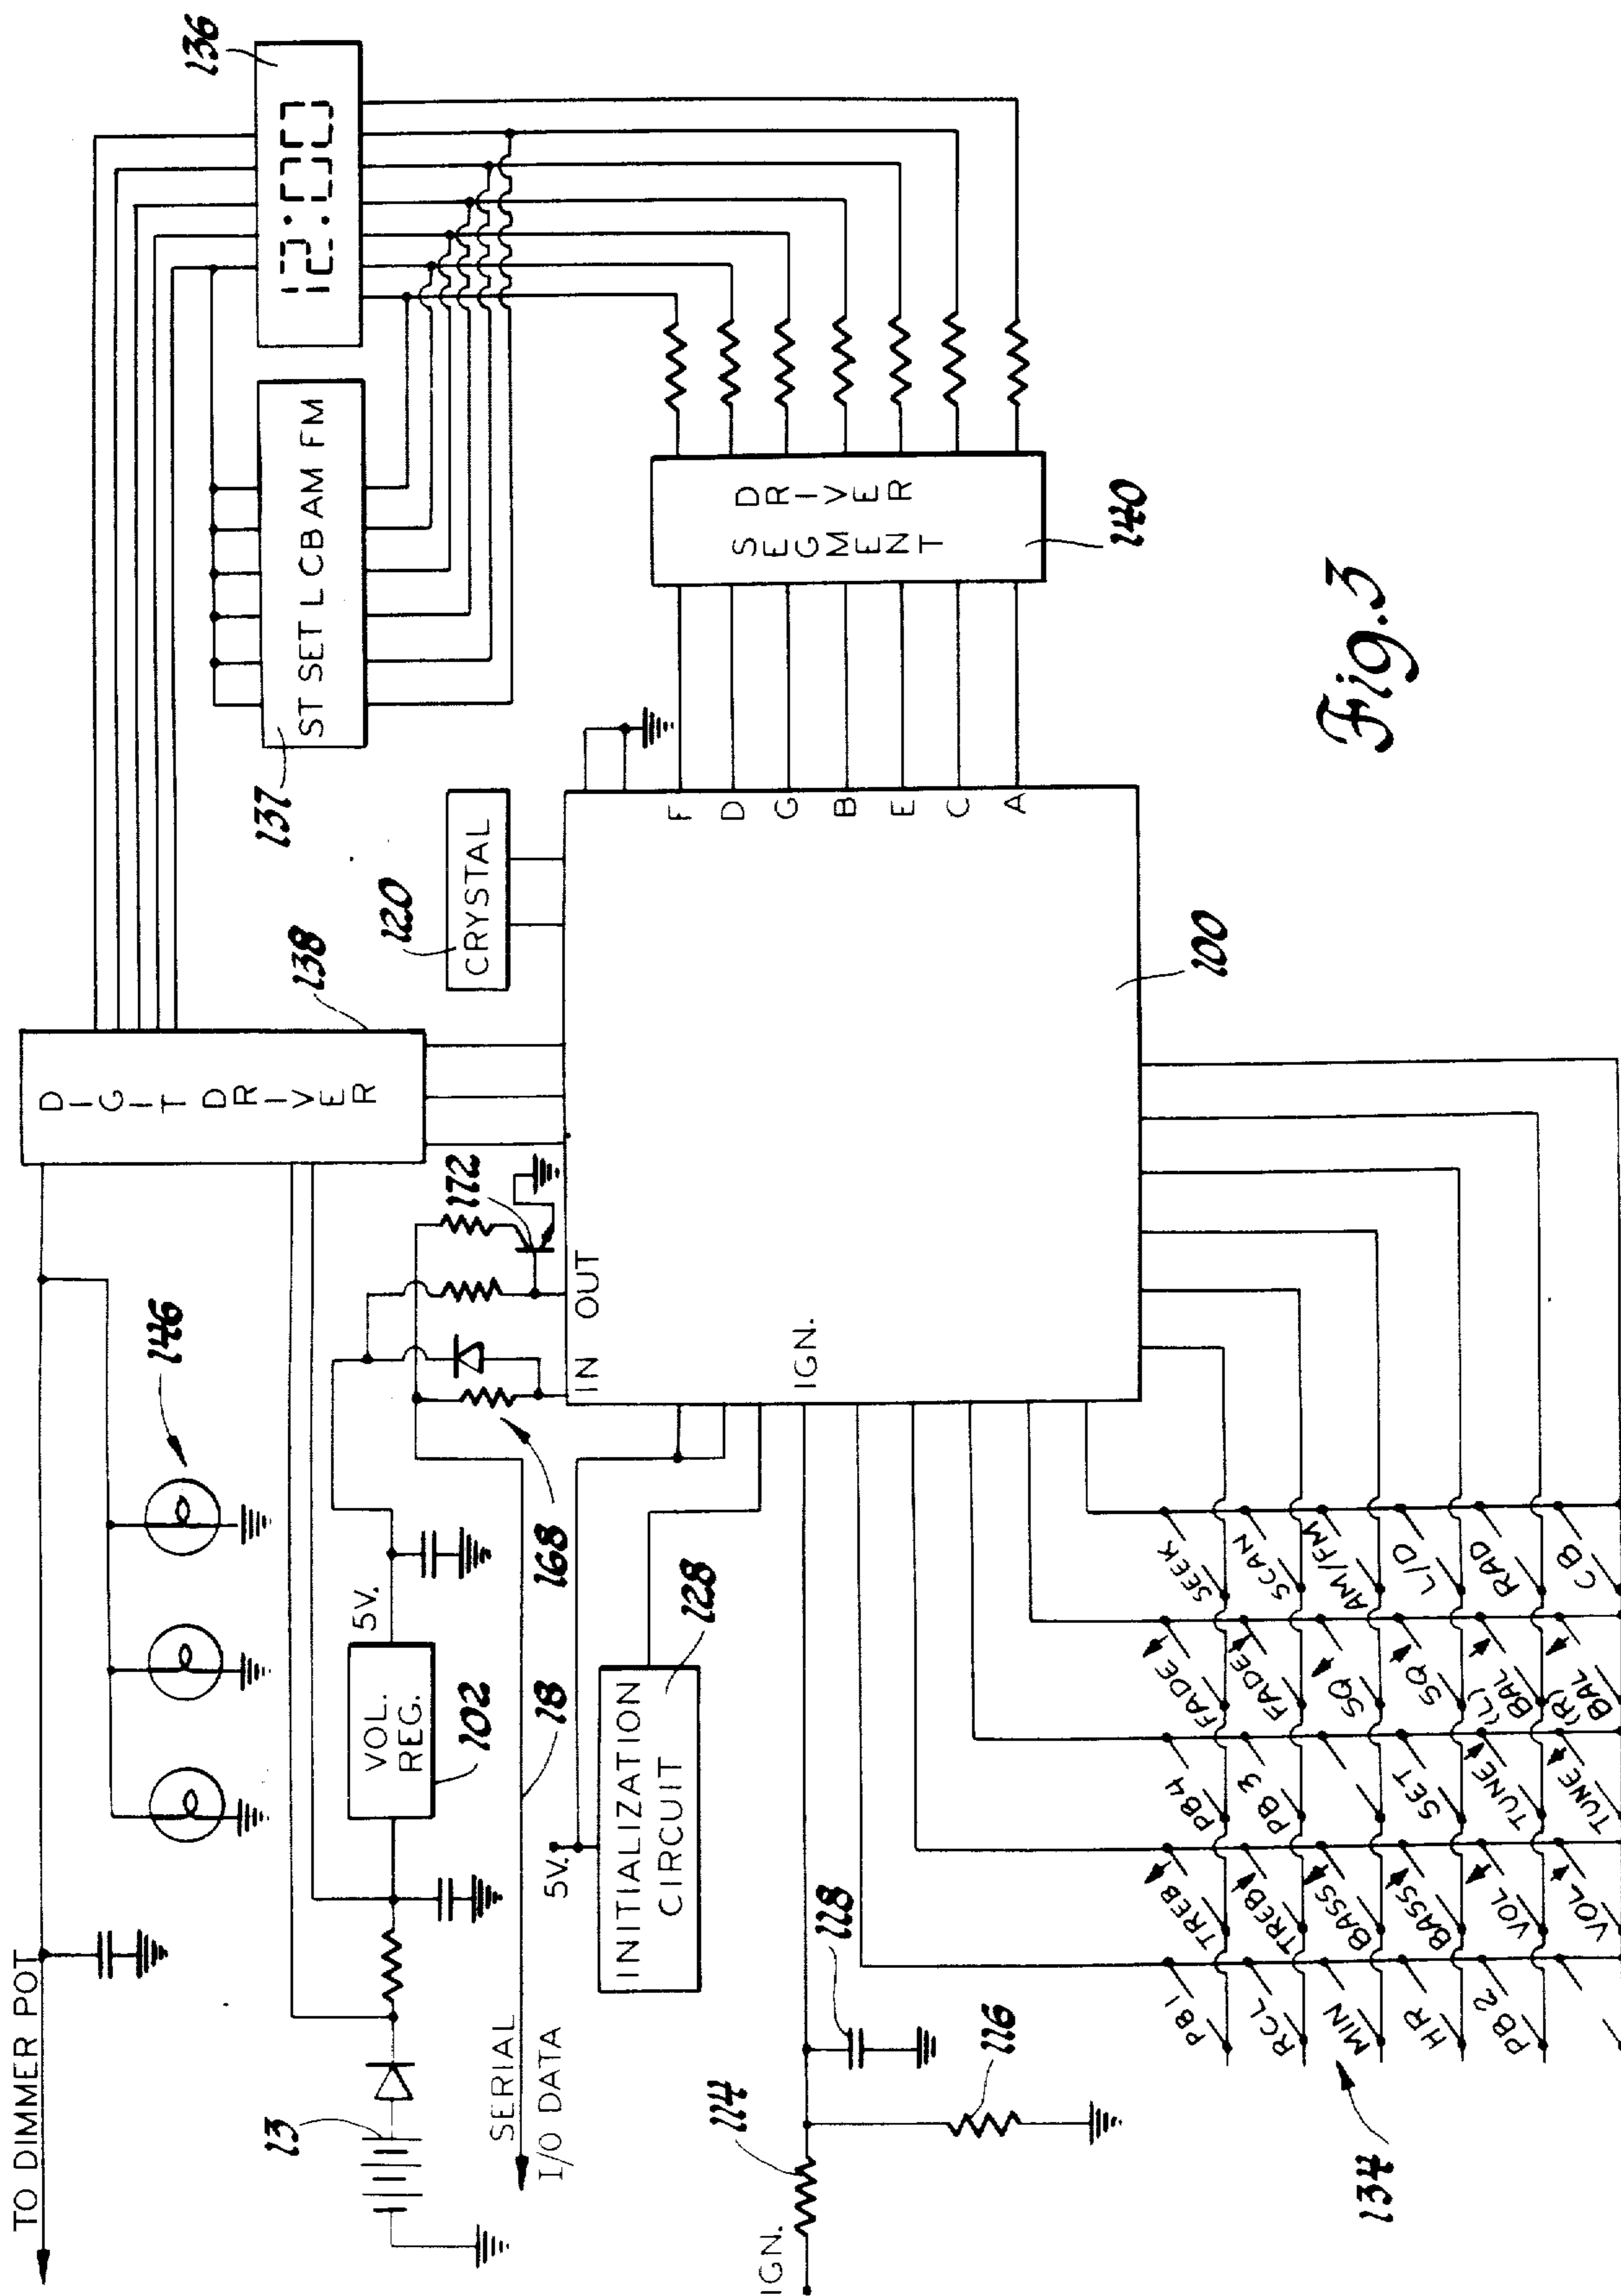 TO DIMMER POT
146
DIGIT DRIVER
138
136
12:00
137
ST SET L CB AM FM
13
VOL.
REG.
102
5V.
120
CRYSTAL
172
168
18
SERIAL
I/O DATA
IN
OUT
5V.
INITIALIZATION
CIRCUIT
128
IGN.
114
116
118
IGN.
100
F
D
G
B
E
C
A
SEGMENT
DRIVER
140
134
PB1
TREB
PB4
FADE
SEEK
RCL
TREB
PB3
FADE
SCAN
MIN
BASS
SQ
AM/FM
HR
BASS
SET
SQ
L/D
PB2
VOL
TUNE
(L)
BAL
RAD
VOL
TUNE
(R)
BAL
CB
Fig.3